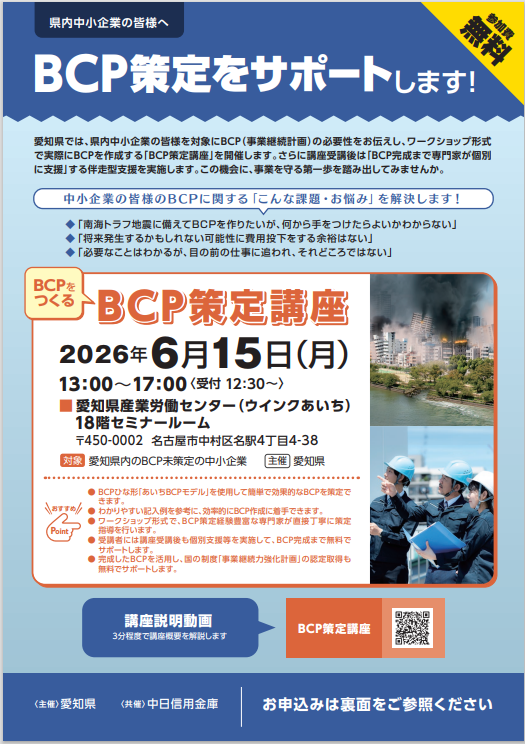 県内中小企業の皆様へ
参加費
無料
BCP策定をサポートします!
愛知県では、県内中小企業の皆様を対象にBCP(事業継続計画)の必要性をお伝えし、ワークショップ形式
で実際にBCPを作成する「BCP策定講座」を開催します。さらに講座受講後は「BCP完成まで専門家が個別
に支援」する伴走型支援を実施します。この機会に、事業を守る第一歩を踏み出してみませんか。
中小企業の皆様のBCPに関する「こんな課題・お悩み」を解決します!
◆「南海トラフ地震に備えてBCPを作りたいが、何から手をつけたらよいかわからない」
◆「将来発生するかもしれない可能性に費用投下をする余裕はない」
◆「必要なことはわかるが、目の前の仕事に追われ、それどころではない」
BCPを
つくる
BCP策定講座
2026年6月15日(月)
13:00~17:00〈受付 12:30~〉
■愛知県産業労働センター(ウインクあいち)
18階セミナールーム
〒450-0002 名古屋市中村区名駅4丁目4-38
対象 愛知県内のBCP未策定の中小企業 主催 愛知県
おすすめ
Point
●BCPひな形「あいちBCPモデル」を使用して簡単で効果的なBCPを策定で
きます。
●わかりやすい記入例を参考に、効率的にBCP作成に着手できます。
●ワークショップ形式で、BCP策定経験豊富な専門家が直接丁寧に策定
指導を行います。
●受講者には講座受講後も個別支援等を実施して、BCP完成まで無料で
サポートします。
●完成したBCPを活用し、国の制度「事業継続力強化計画」の認定取得も
無料でサポートします。
講座説明動画
3分程度で講座概要を解説します
BCP策定講座
〈主催〉愛知県 〈共催〉中日信用金庫
お申込みは裏面をご参照ください